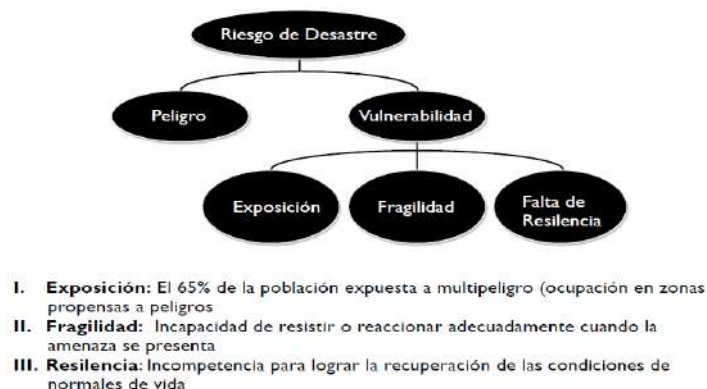 Riesgo de Desastre
Peligro
Vulnerabilidad
Exposición
Fragilidad
Falta de
Resilencia
I. Exposición: El 65% de la población expuesta a multipeligro (ocupación en zonas
propensas a peligros
II. Fragilidad: Incapacidad de resistir o reaccionar adecuadamente cuando la
amenaza se presenta
III. Resilencia: Incompetencia para lograr la recuperación de las condiciones de
normales de vida